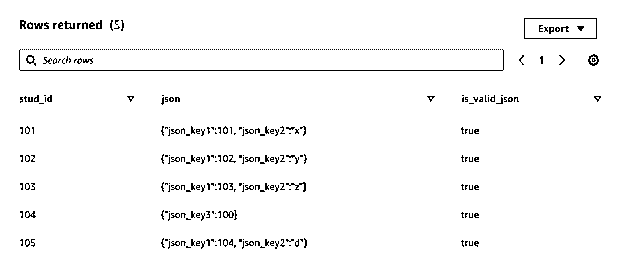 Rows returned (5)
Export
Search rows
1
stud_id json is_valid_json
101 {"json_key1":101, "json_key2":"x"} true
102 {"json_key1":102, "json_key2":"y"} true
103 {"json_key1":103, "json_key2":"z"} true
104 {"json_key3":100} true
105 {"json_key1":104, "json_key2":"d"} true